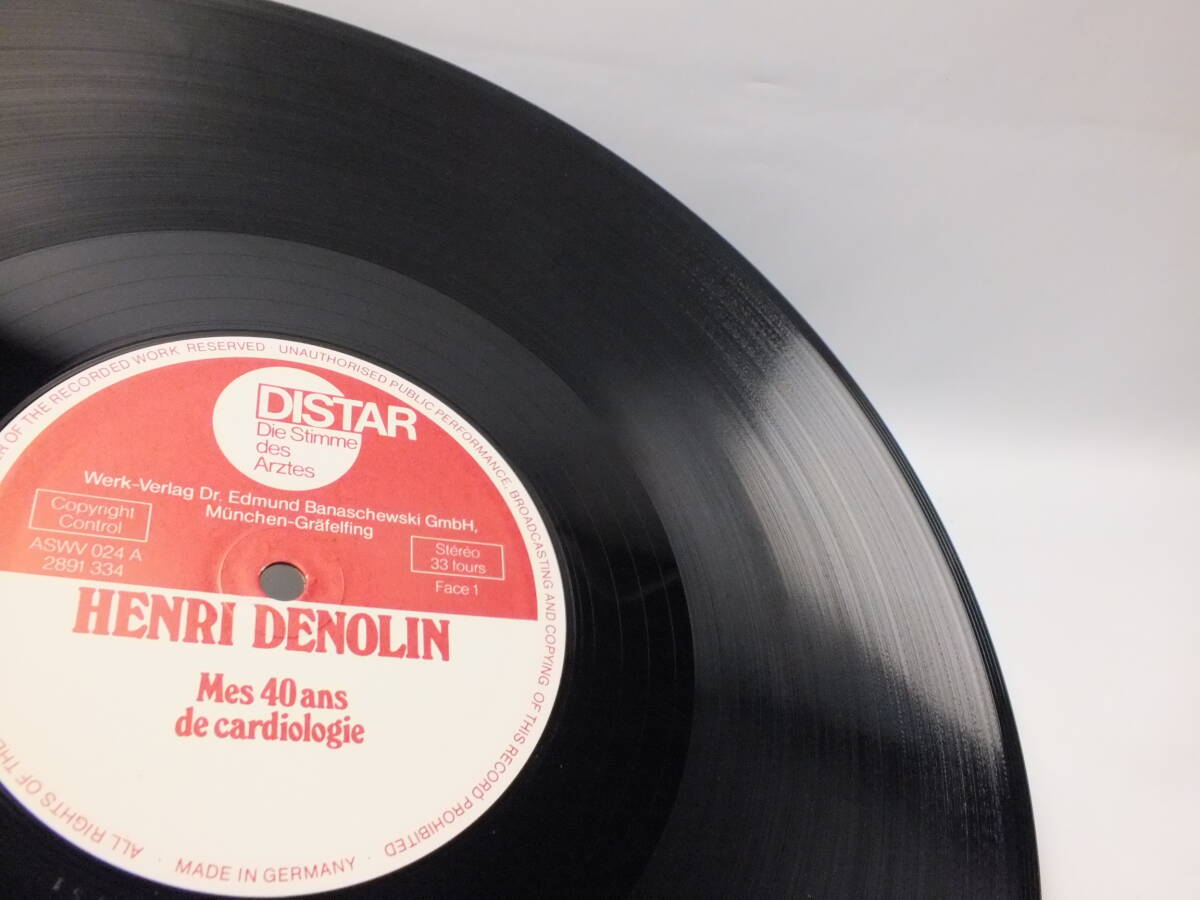 DISTAR
Die Stimme
des
Arztes
Werk-Verlag Dr. Edmund Banaschewski GmbH,
München-Gräfelfing
Copyright
Control
ASWV 024 A
2891 334
Stéréo
33 tours
Face 1
HENRI DENOLIN
Mes 40 ans
de cardiologie
OF THE RECORDED WORK RESERVED · UNAUTHORISED PUBLIC PERFORMANCE, BROADCASTING AND COPYING OF THIS RECORD PROHIBITED
· MADE IN GERMANY ·
ALL RIGHTS OF THE